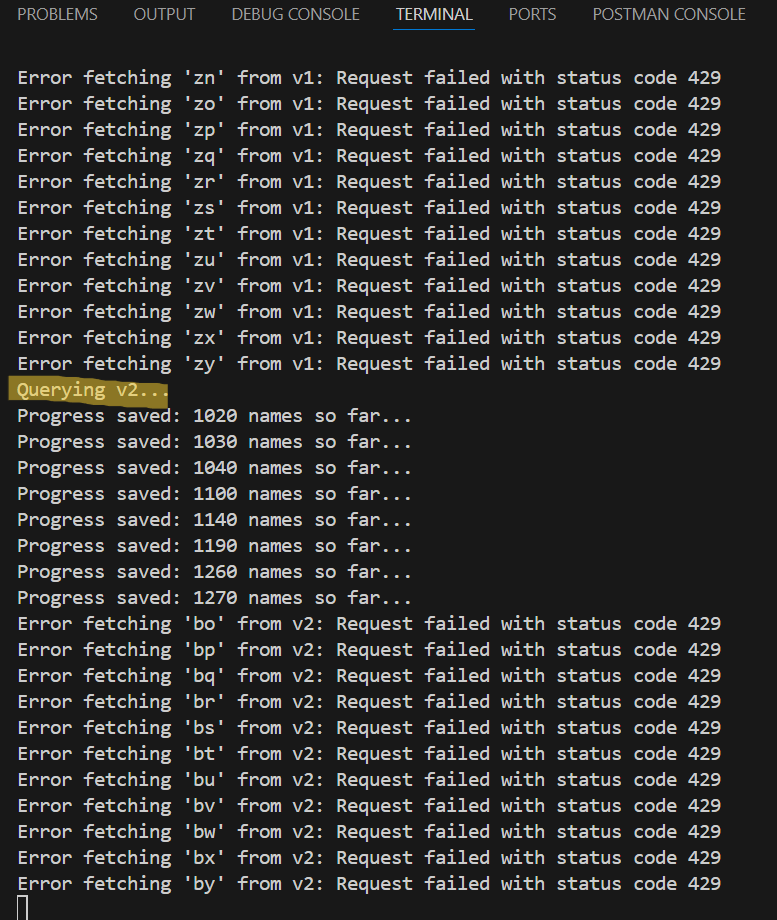 PROBLEMS OUTPUT DEBUG CONSOLE TERMINAL PORTS POSTMAN CONSOLE
Error fetching 'zn' from v1: Request failed with status code 429
Error fetching 'zo' from v1: Request failed with status code 429
Error fetching 'zp' from v1: Request failed with status code 429
Error fetching 'zq' from v1: Request failed with status code 429
Error fetching 'zr' from v1: Request failed with status code 429
Error fetching 'zs' from v1: Request failed with status code 429
Error fetching 'zt' from v1: Request failed with status code 429
Error fetching 'zu' from v1: Request failed with status code 429
Error fetching 'zv' from v1: Request failed with status code 429
Error fetching 'zw' from v1: Request failed with status code 429
Error fetching 'zx' from v1: Request failed with status code 429
Error fetching 'zy' from v1: Request failed with status code 429
Querying v2...
Progress saved: 1020 names so far...
Progress saved: 1030 names so far...
Progress saved: 1040 names so far...
Progress saved: 1100 names so far...
Progress saved: 1140 names so far...
Progress saved: 1190 names so far...
Progress saved: 1260 names so far...
Progress saved: 1270 names so far...
Error fetching 'bo' from v2: Request failed with status code 429
Error fetching 'bp' from v2: Request failed with status code 429
Error fetching 'bq' from v2: Request failed with status code 429
Error fetching 'br' from v2: Request failed with status code 429
Error fetching 'bs' from v2: Request failed with status code 429
Error fetching 'bt' from v2: Request failed with status code 429
Error fetching 'bu' from v2: Request failed with status code 429
Error fetching 'bv' from v2: Request failed with status code 429
Error fetching 'bw' from v2: Request failed with status code 429
Error fetching 'bx' from v2: Request failed with status code 429
Error fetching 'by' from v2: Request failed with status code 429